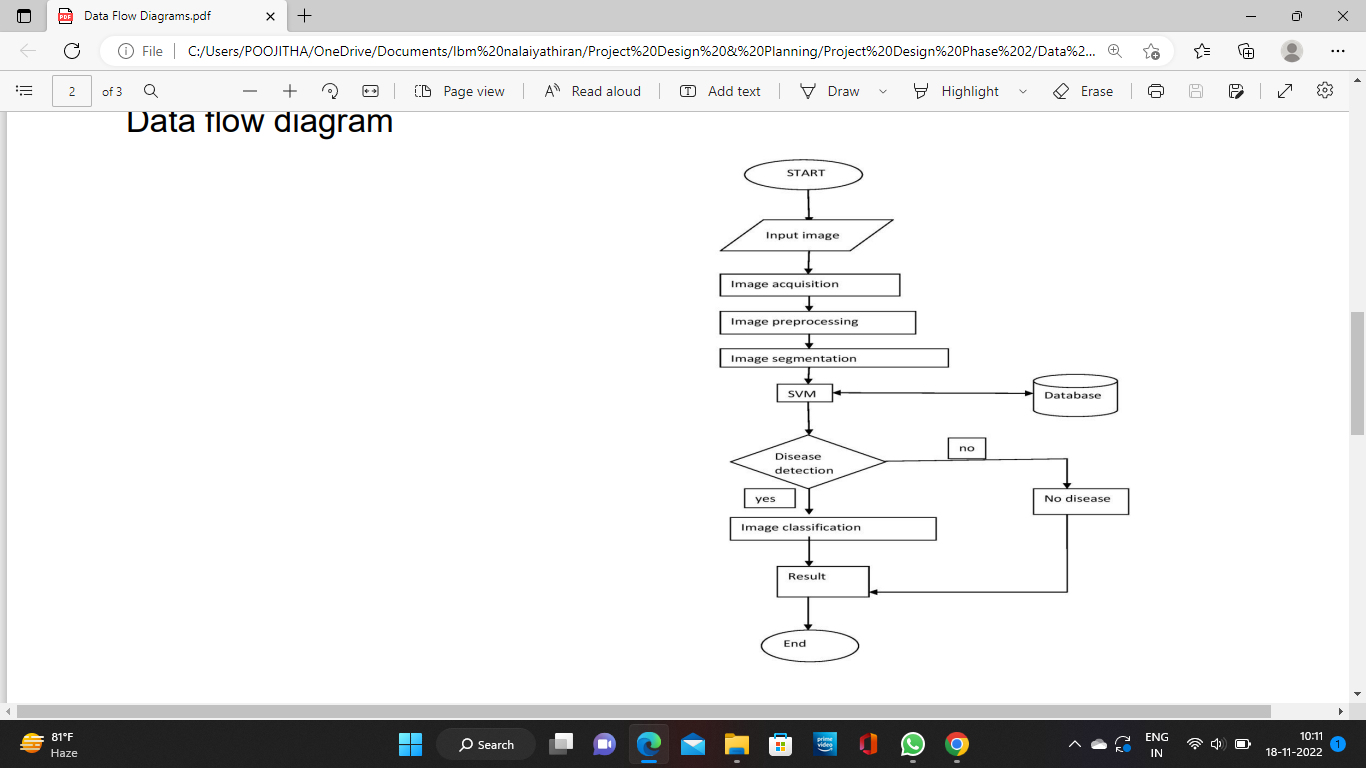 Data Flow Diagrams.pdf
File
C:/Users/POOJITHA/OneDrive/Documents/Ibm%20nalaiyathiran/Project%20Design%20&%20Planning/Project%20Design%20Phase%202/Data%2...
2 of 3
Page view
Read aloud
Add text
Draw
Highlight
Erase
Data flow diagram
START
Input image
Image acquisition
Image preprocessing
Image segmentation
SVM
Database
Disease
detection
no
yes
No disease
Image classification
Result
End
81°F
Haze
Search
prime
video
ENG
IN
10:11
18-11-2022
1